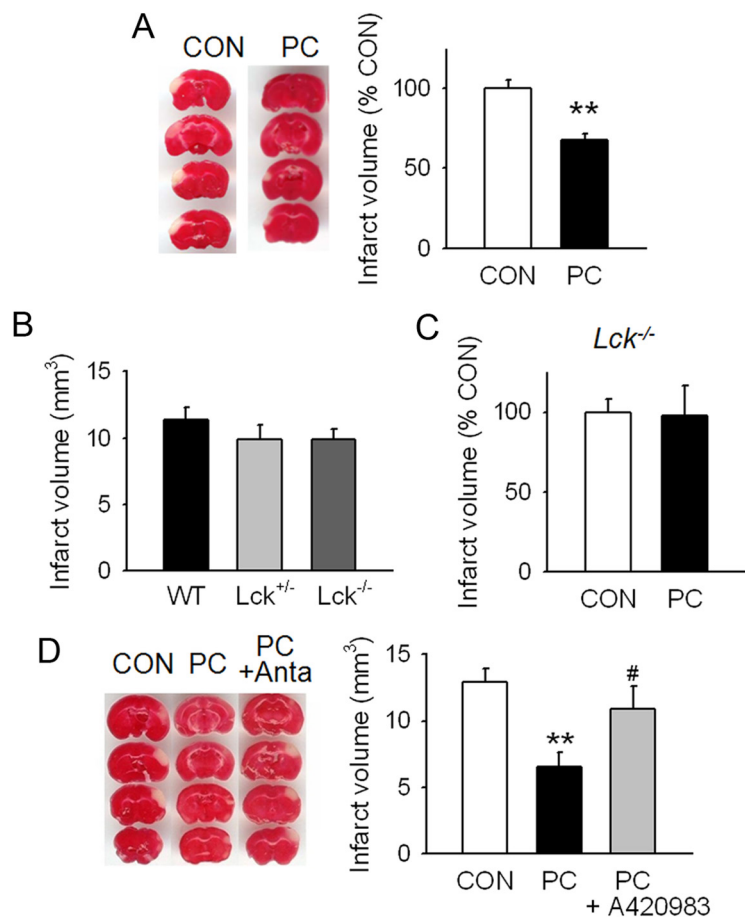 A
CON PC
Infarct volume (% CON)
100
50
0
**
CON PC
B
Infarct volume (mm³)
15
10
5
0
WT Lck⁺/⁻ Lck⁻/⁻
C
Lck⁻/⁻
Infarct volume (% CON)
100
50
0
CON PC
D
CON PC PC
+Anta
Infarct volume (mm³)
15
10
5
0
**
#
CON PC PC
+ A420983